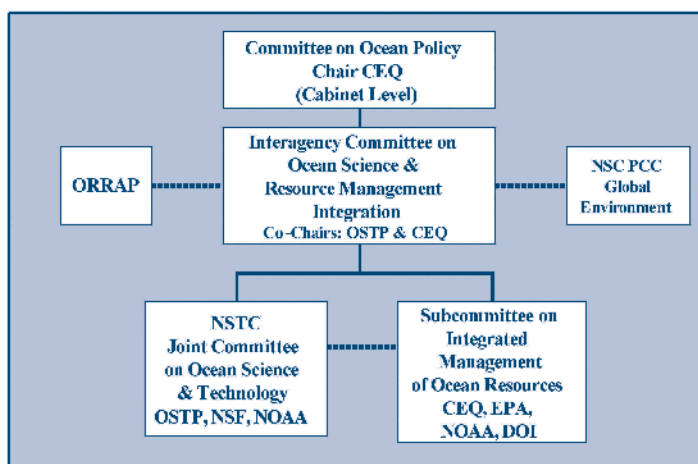 Committee on Ocean Policy
Chair CEQ
(Cabinet Level)
Interagency Committee on
Ocean Science &
Resource Management
Integration
Co-Chairs: OSTP & CEQ
ORRAP
NSC PCC
Global
Environment
NSTC
Joint Committee
on Ocean Science
& Technology
OSTP, NSF, NOAA
Subcommittee on
Integrated
Management
of Ocean Resources
CEQ, EPA,
NOAA, DOI